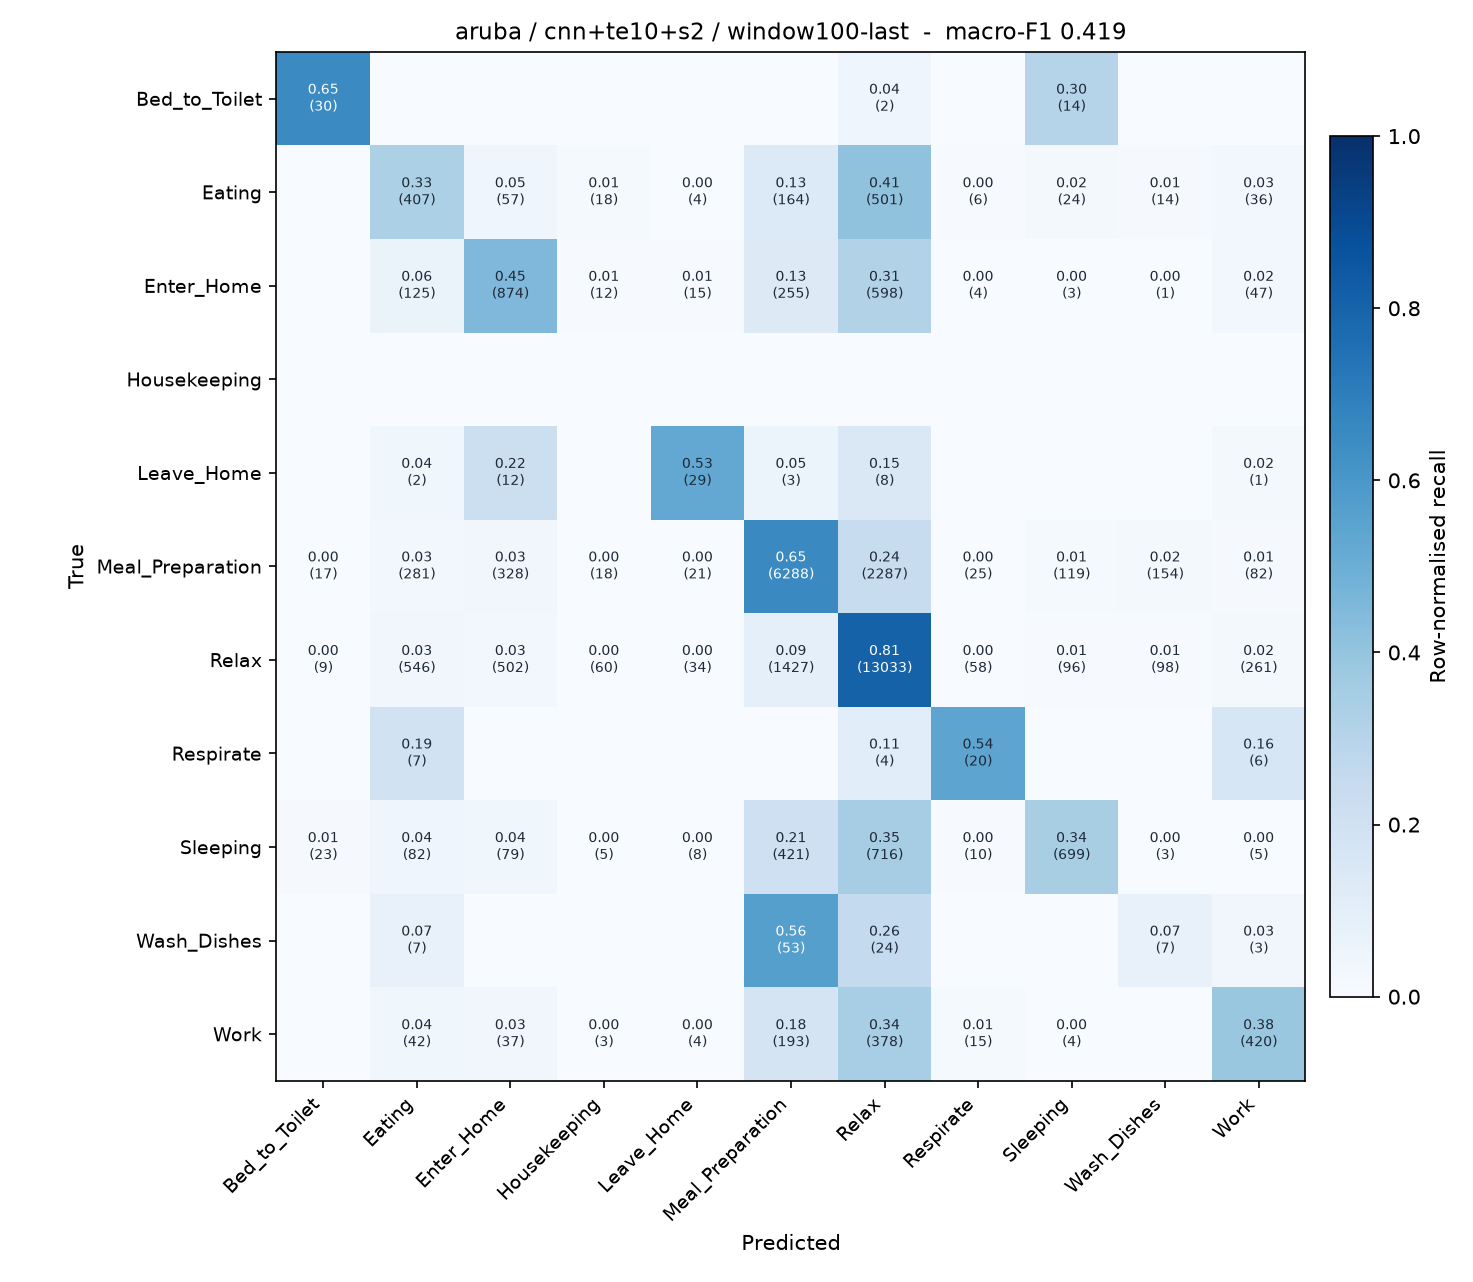 aruba / cnn+te10+s2 / window100-last  -  macro-F1 0.419
True
Bed_to_Toilet
0.65 0.04 0.30
(30) (2) (14)
Eating
0.33 0.05 0.01 0.00 0.13 0.41 0.00 0.02 0.01 0.03
(407) (57) (18) (4) (164) (501) (6) (24) (14) (36)
Enter_Home
0.06 0.45 0.01 0.01 0.13 0.31 0.00 0.00 0.00 0.02
(125) (874) (12) (15) (255) (598) (4) (3) (1) (47)
Housekeeping
Leave_Home
0.04 0.22 0.53 0.05 0.15 0.02
(2) (12) (29) (3) (8) (1)
Meal_Preparation
0.00 0.03 0.03 0.00 0.00 0.65 0.24 0.00 0.01 0.02 0.01
(17) (281) (328) (18) (21) (6288) (2287) (25) (119) (154) (82)
Relax
0.00 0.03 0.03 0.00 0.00 0.09 0.81 0.00 0.01 0.01 0.02
(9) (546) (502) (60) (34) (1427) (13033) (58) (96) (98) (261)
Respirate
0.19 0.11 0.54 0.16
(7) (4) (20) (6)
Sleeping
0.01 0.04 0.04 0.00 0.00 0.21 0.35 0.00 0.34 0.00 0.00
(23) (82) (79) (5) (8) (421) (716) (10) (699) (3) (5)
Wash_Dishes
0.07 0.56 0.26 0.07 0.03
(7) (53) (24) (7) (3)
Work
0.04 0.03 0.00 0.00 0.18 0.34 0.01 0.00 0.38
(42) (37) (3) (4) (193) (378) (15) (4) (420)
Bed_to_Toilet
Eating
Enter_Home
Housekeeping
Leave_Home
Meal_Preparation
Relax
Respirate
Sleeping
Wash_Dishes
Work
Predicted
1.0
0.8
0.6
0.4
0.2
0.0
Row-normalised recall